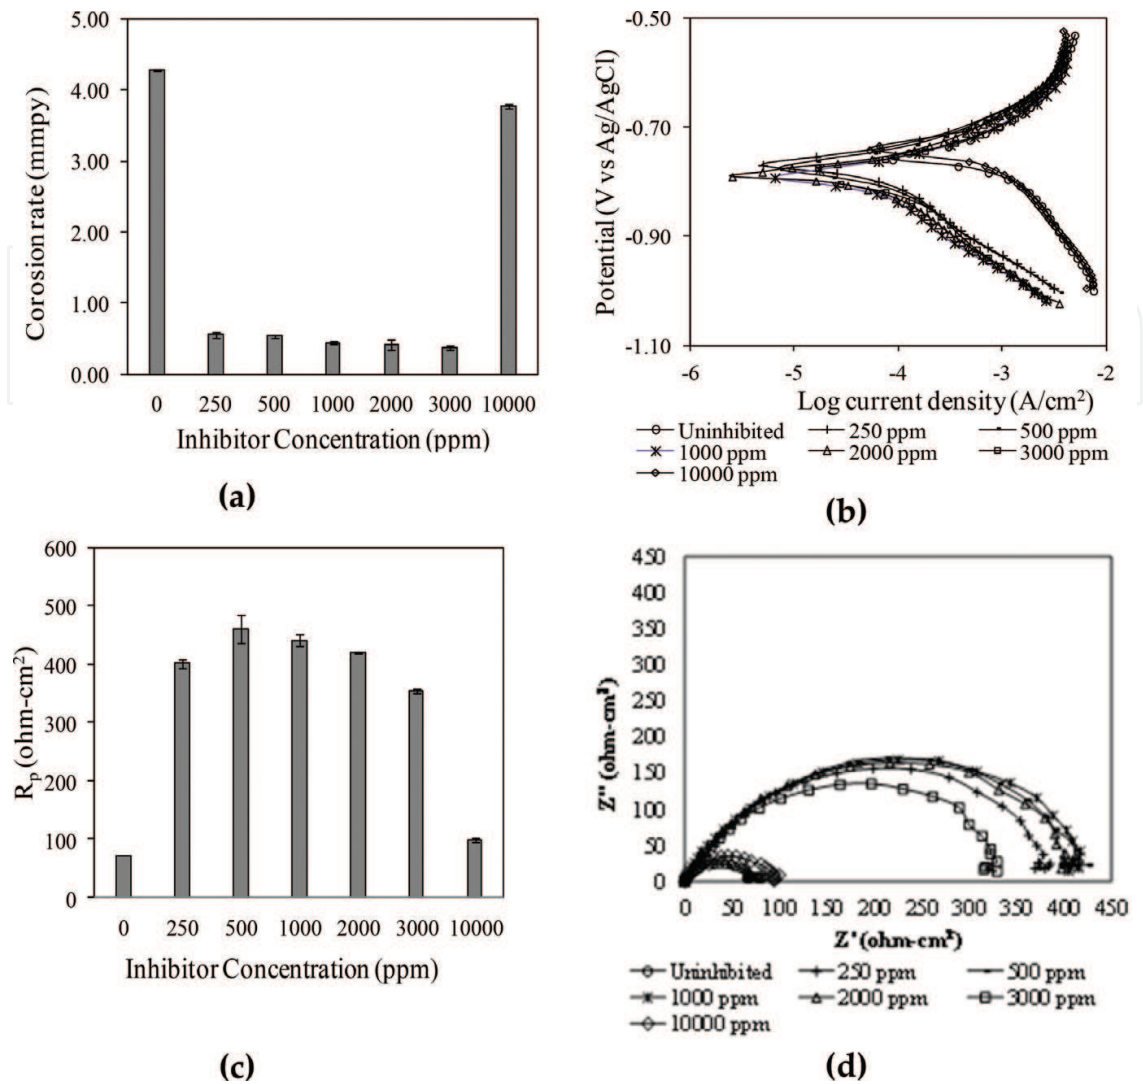 5.00
4.00
3.00
2.00
1.00
0.00
Corosion rate (mmpy)
0 250 500 1000 2000 3000 10000
Inhibitor Concentration (ppm)
(a)
-0.50
-0.70
-0.90
-1.10
Potential (V vs Ag/AgCl)
-6 -5 -4 -3 -2
Log current density (A/cm²)
Uninhibited 250 ppm 500 ppm
1000 ppm 2000 ppm 3000 ppm
10000 ppm
(b)
600
500
400
300
200
100
0
Rp (ohm-cm²)
0 250 500 1000 2000 3000 10000
Inhibitor Concentration (ppm)
(c)
450
400
350
300
250
200
150
100
50
0
Z'' (ohm-cm²)
0 50 100 150 200 250 300 350 400 450
Z' (ohm-cm²)
Uninhibited 250 ppm 500 ppm
1000 ppm 2000 ppm 3000 ppm
10000 ppm
(d)